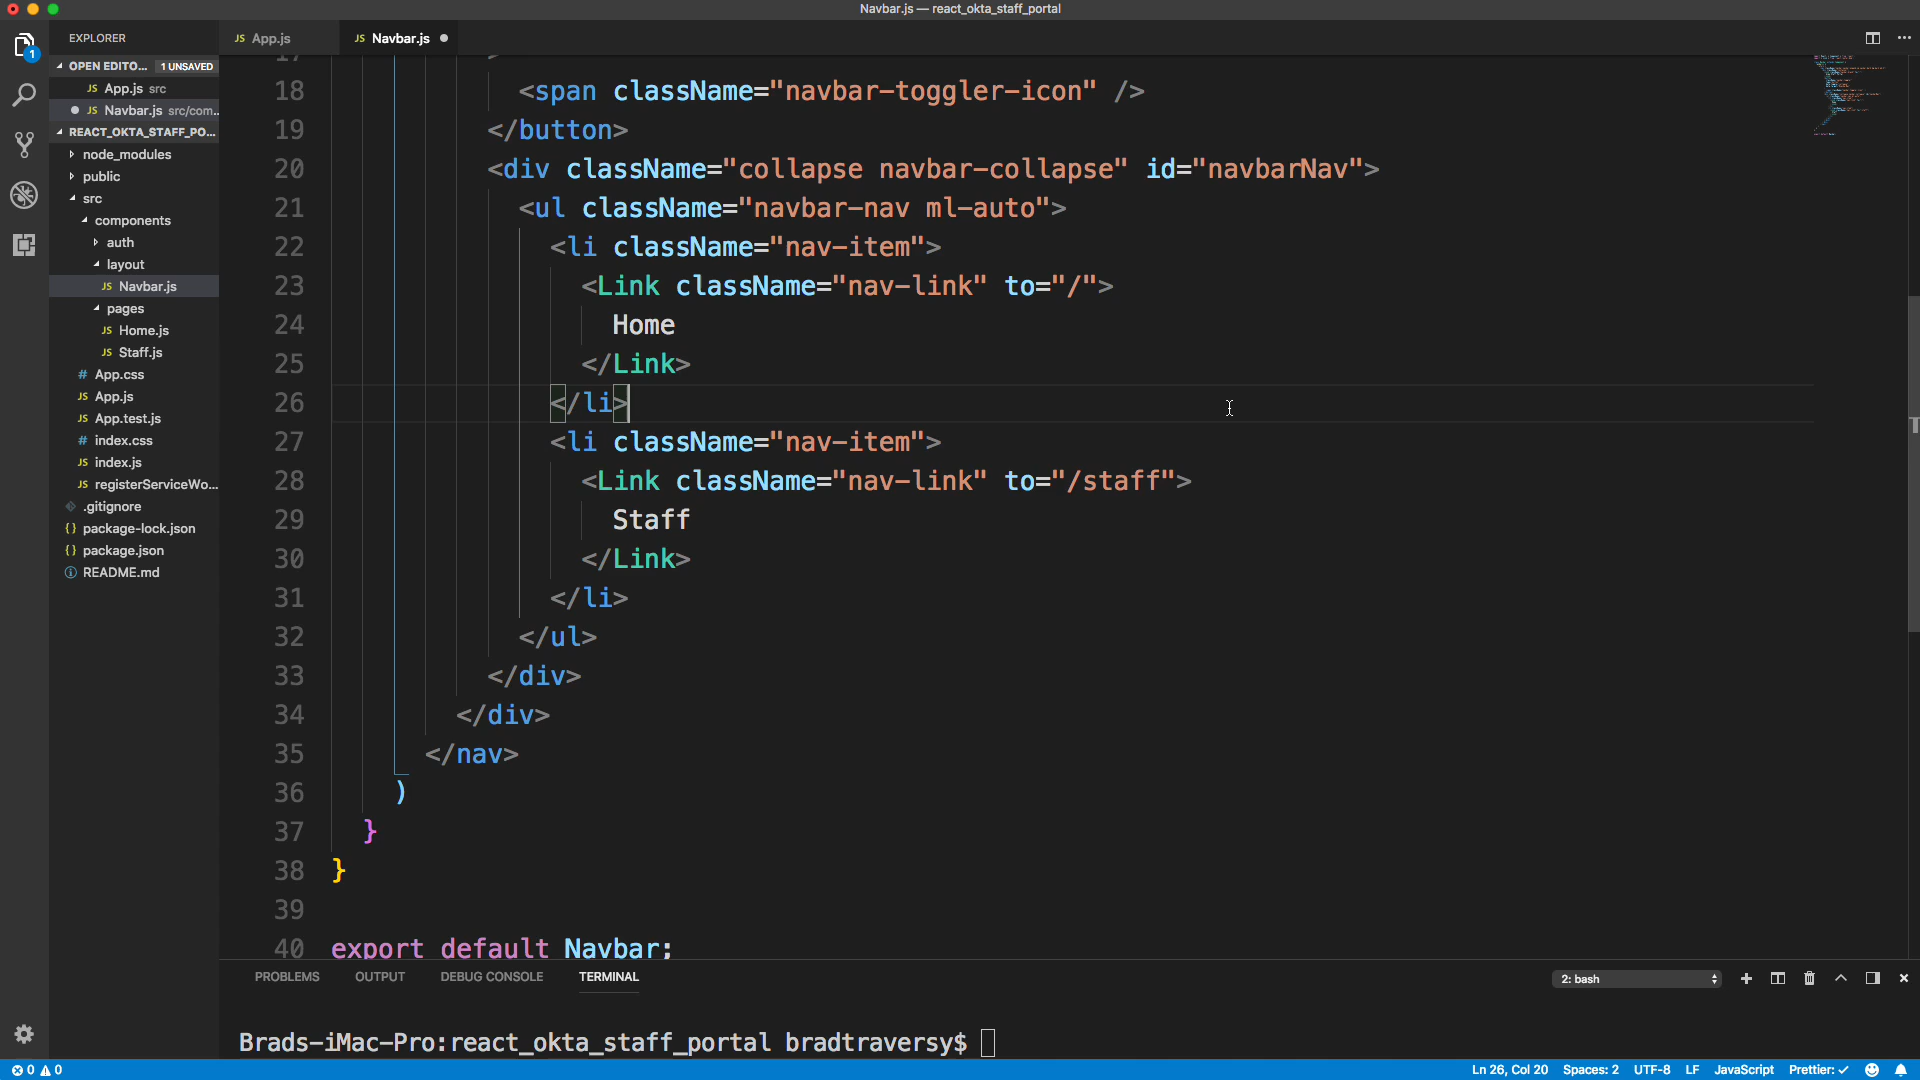 Navbar.js — react_okta_staff_portal
EXPLORER
JS App.js
JS Navbar.js
1
OPEN EDITO... 1 UNSAVED
JS App.js src
JS Navbar.js src/com...
REACT_OKTA_STAFF_PO...
node_modules
public
src
components
auth
layout
JS Navbar.js
pages
JS Home.js
JS Staff.js
# App.css
JS App.js
JS App.test.js
# index.css
JS index.js
JS registerServiceWo...
.gitignore
{} package-lock.json
{} package.json
README.md
17 >
18 <span className="navbar-toggler-icon" />
19 </button>
20 <div className="collapse navbar-collapse" id="navbarNav">
21 <ul className="navbar-nav ml-auto">
22 <li className="nav-item">
23 <Link className="nav-link" to="/">
24 Home
25 </Link>
26 </li>
27 <li className="nav-item">
28 <Link className="nav-link" to="/staff">
29 Staff
30 </Link>
31 </li>
32 </ul>
33 </div>
34 </div>
35 </nav>
36 )
37 }
38 }
39
40 export default Navbar;
PROBLEMS OUTPUT DEBUG CONSOLE TERMINAL
2: bash
Brads-iMac-Pro:react_okta_staff_portal bradtraversy$
0 0
Ln 26, Col 20 Spaces: 2 UTF-8 LF JavaScript Prettier: ✓